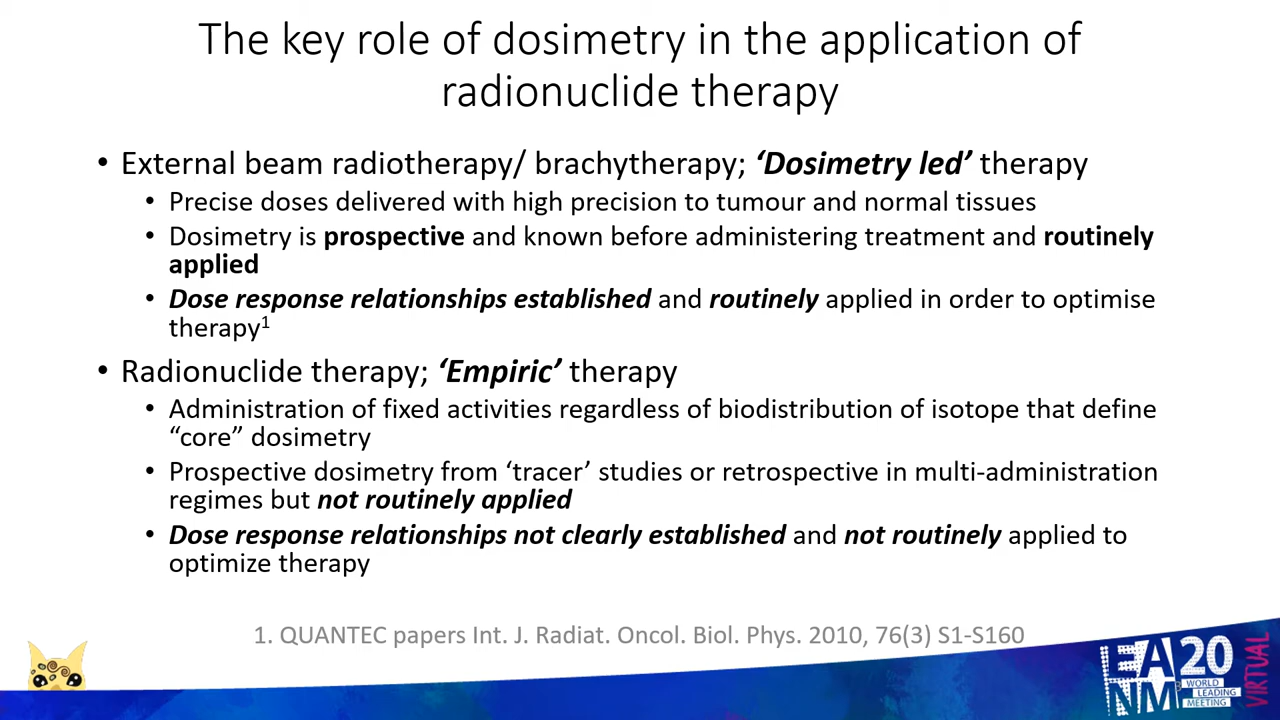 The key role of dosimetry in the application of
radionuclide therapy
• External beam radiotherapy/ brachytherapy; ‘Dosimetry led’ therapy
• Precise doses delivered with high precision to tumour and normal tissues
• Dosimetry is prospective and known before administering treatment and routinely
applied
• Dose response relationships established and routinely applied in order to optimise
therapy¹
• Radionuclide therapy; ‘Empiric’ therapy
• Administration of fixed activities regardless of biodistribution of isotope that define
“core” dosimetry
• Prospective dosimetry from ‘tracer’ studies or retrospective in multi-administration
regimes but not routinely applied
• Dose response relationships not clearly established and not routinely applied to
optimize therapy
1. QUANTEC papers Int. J. Radiat. Oncol. Biol. Phys. 2010, 76(3) S1-S160
EA20
NM
WORLD
LEADING
MEETING
VIRTUAL